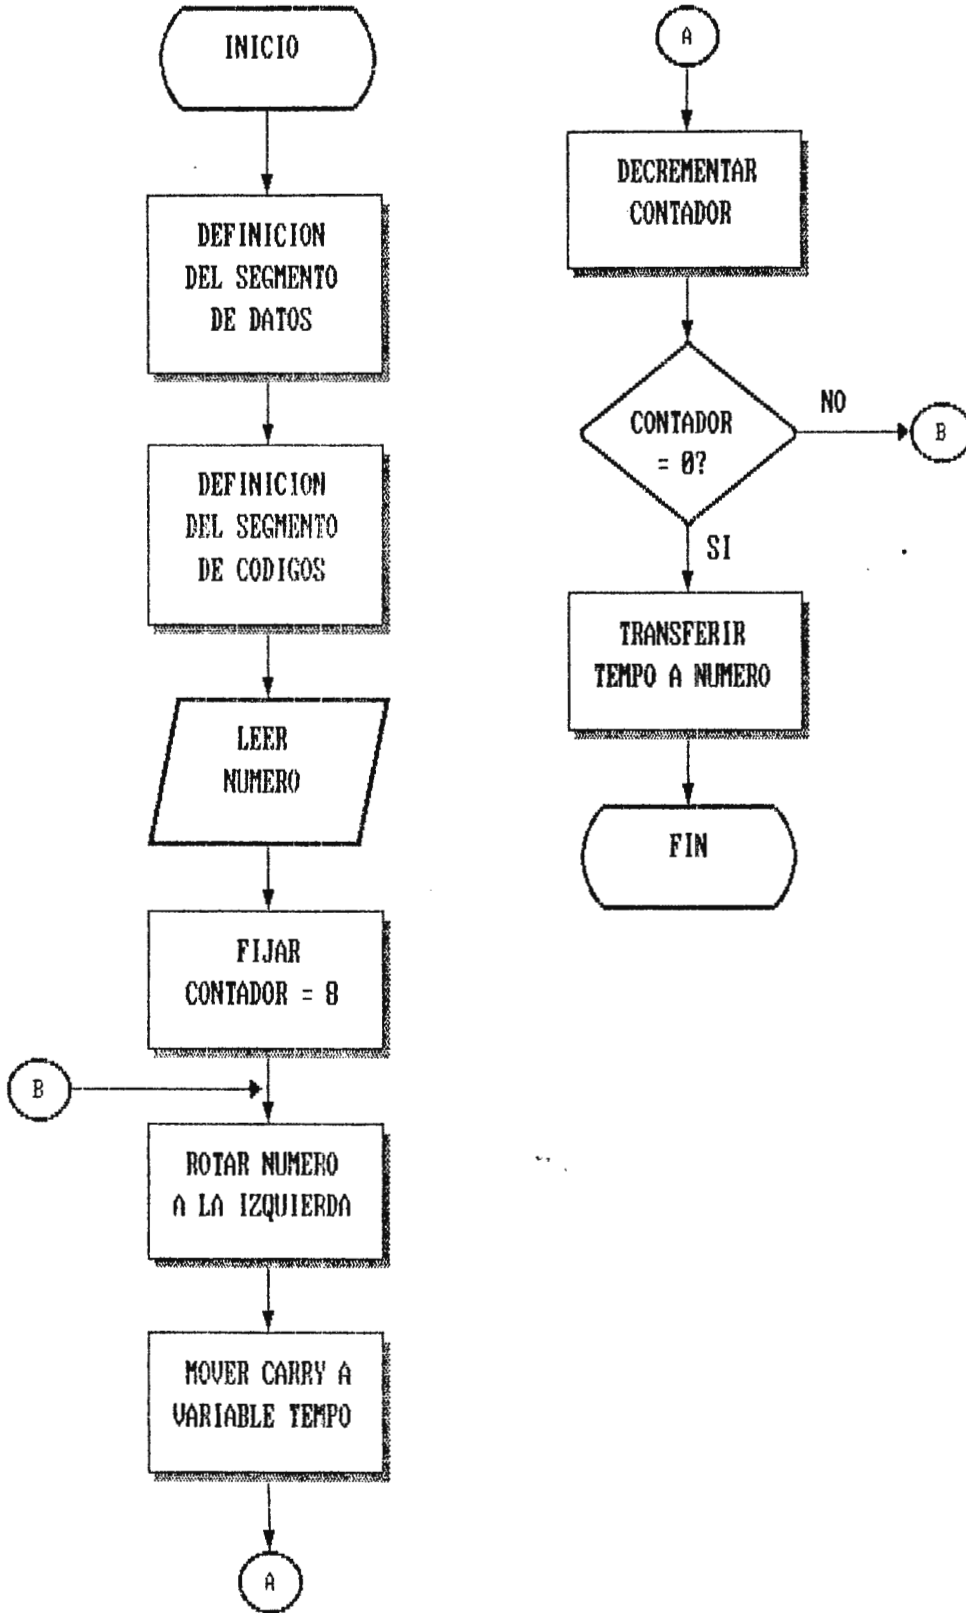 INICIO
DEFINICION
DEL SEGMENTO
DE DATOS
DEFINICION
DEL SEGMENTO
DE CODIGOS
LEER
NUMERO
FIJAR
CONTADOR = 8
B
ROTAR NUMERO
A LA IZQUIERDA
MOVER CARRY A
VARIABLE TEMPO
A
A
DECREMENTAR
CONTADOR
CONTADOR
= 0?
NO
B
SI
TRANSFERIR
TEMPO A NUMERO
FIN